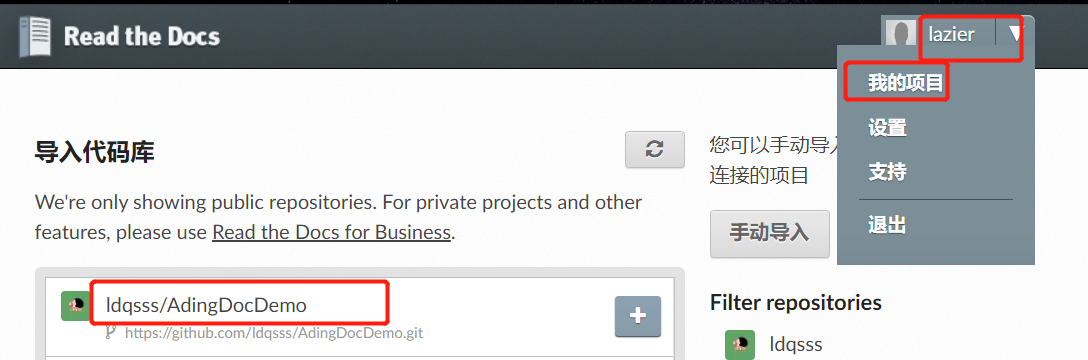 Read the Docs
lazier
我的项目
设置
支持
退出
导入代码库
We're only showing public repositories. For private projects and other
features, please use Read the Docs for Business.
ldqsss/AdingDocDemo
https://github.com/ldqsss/AdingDocDemo.git
您可以手动导入
连接的项目
手动导入
Filter repositories
ldqsss